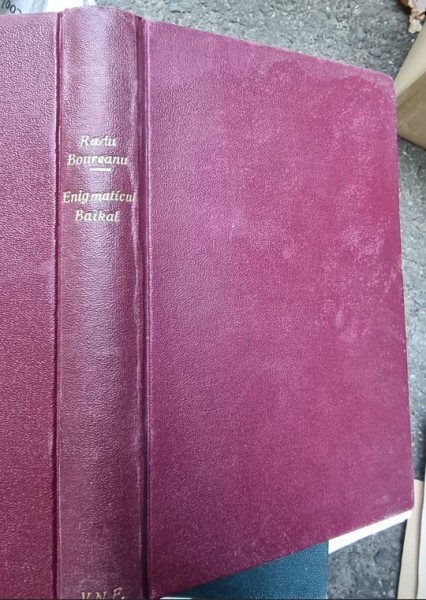 Radu
Boureanu
Enigmaticul
Baikal
V.N.F.